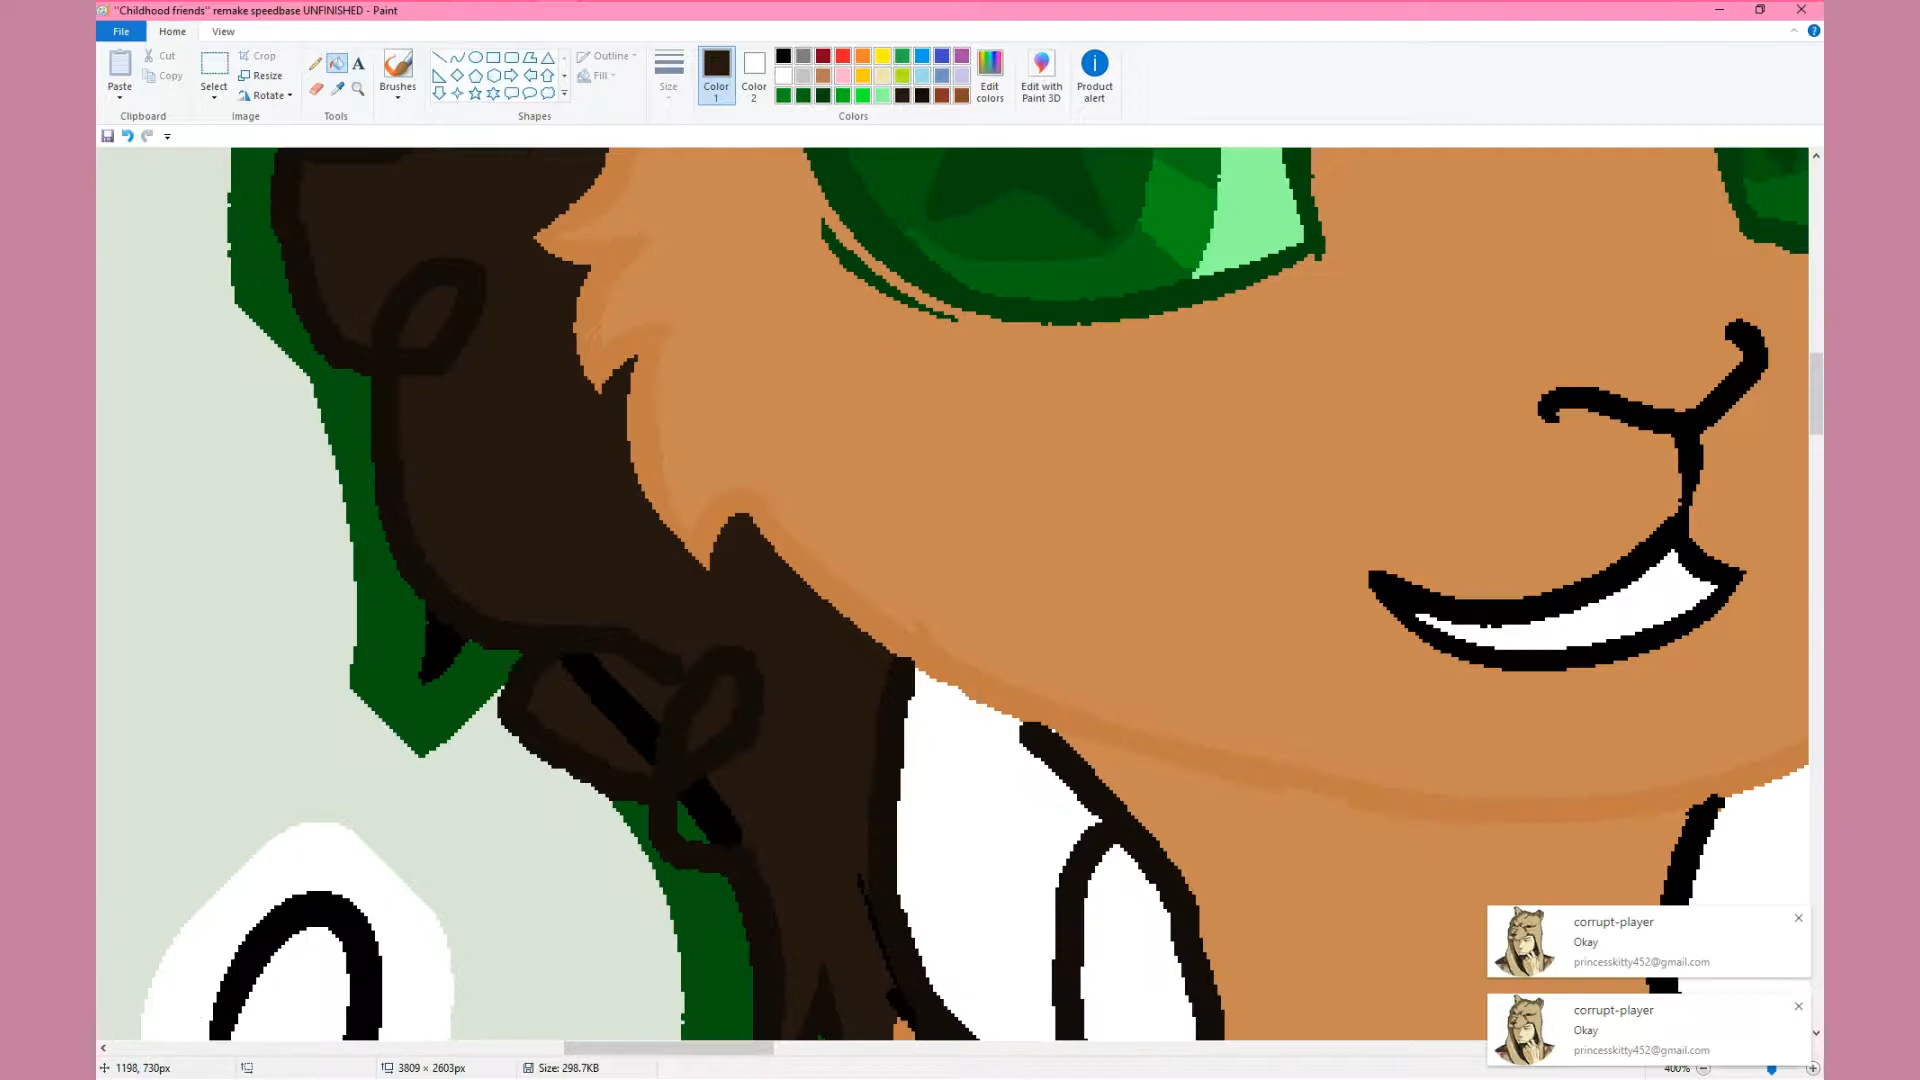 "Childhood friends" remake speedbase UNFINISHED - Paint
File Home View
Paste
Cut
Copy
Clipboard
Select
Crop
Resize
Rotate
Image
A
Tools
Brushes
Outline
Fill
Shapes
Size
Color
1
Color
2
Colors
Edit
colors
Edit with
Paint 3D
Product
alert
corrupt-player
Okay
princesskitty452@gmail.com
corrupt-player
Okay
princesskitty452@gmail.com
1198, 730px
3809 × 2603px
Size: 298.7KB
400%